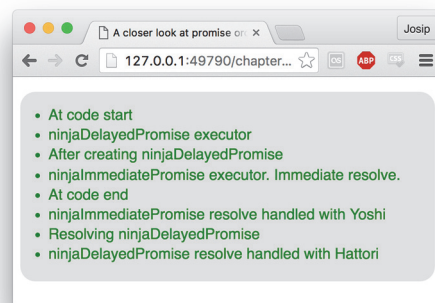 A closer look at promise or
Josip
127.0.0.1:49790/chapter...
ABP
At code start
ninjaDelayedPromise executor
After creating ninjaDelayedPromise
ninjaImmediatePromise executor. Immediate resolve.
At code end
ninjaImmediatePromise resolve handled with Yoshi
Resolving ninjaDelayedPromise
ninjaDelayedPromise resolve handled with Hattori